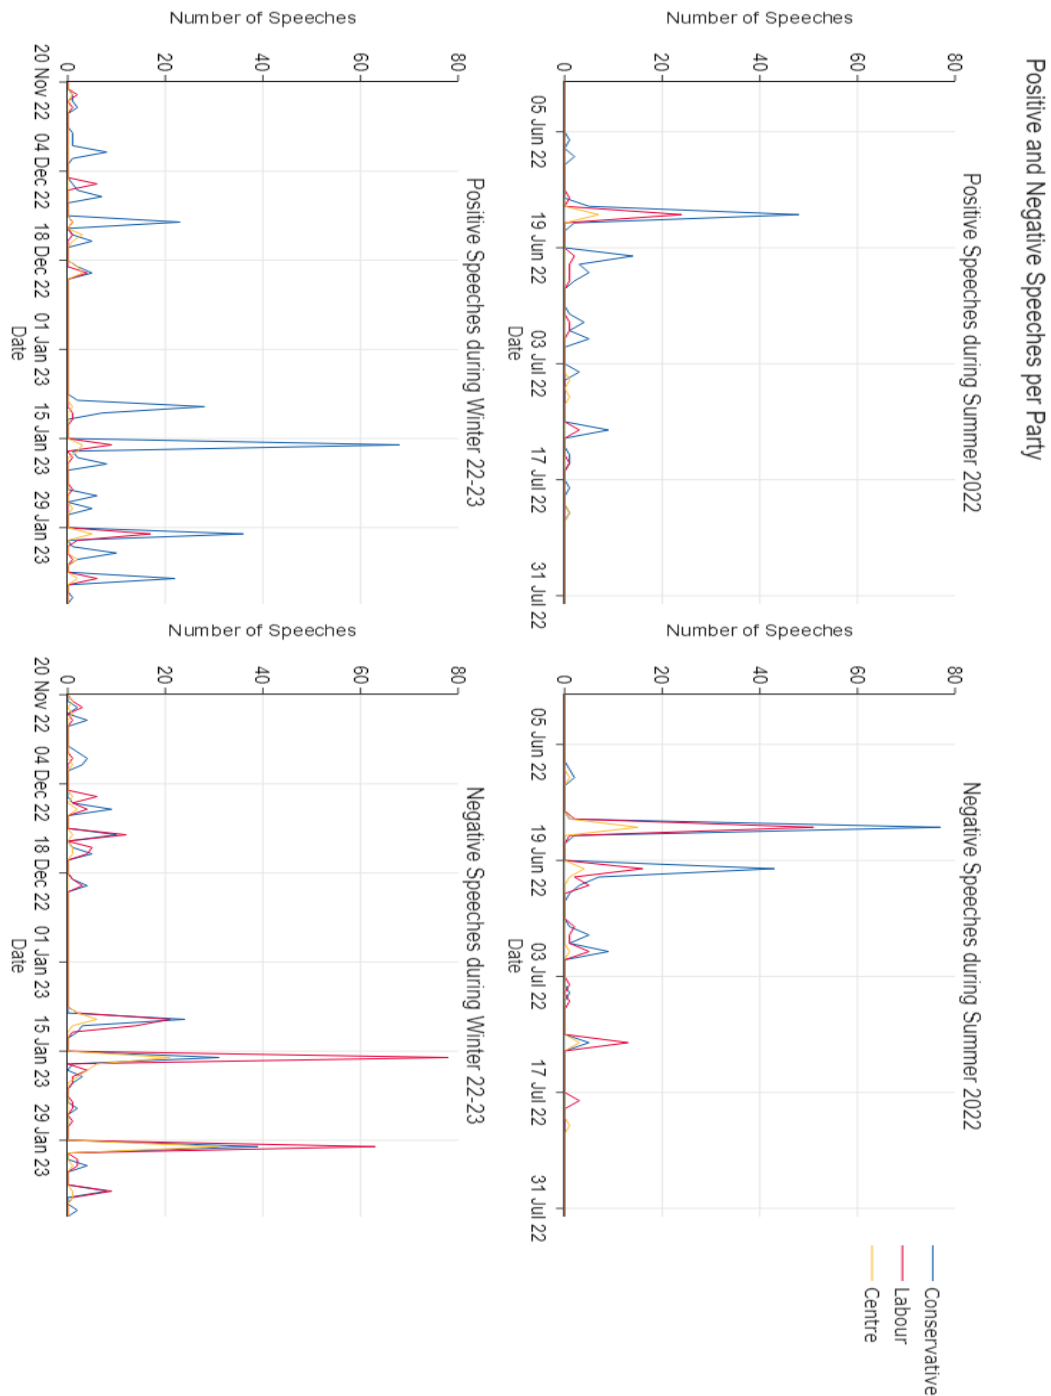 Positive and Negative Speeches per Party
Positive Speeches during Summer 2022
Number of Speeches
80
60
40
20
0
05 Jun 22
19 Jun 22
03 Jul 22
17 Jul 22
31 Jul 22
Date
Negative Speeches during Summer 2022
Number of Speeches
80
60
40
20
0
05 Jun 22
19 Jun 22
03 Jul 22
17 Jul 22
31 Jul 22
Date
Conservative
Labour
Centre
Positive Speeches during Winter 22-23
Number of Speeches
80
60
40
20
0
20 Nov 22
04 Dec 22
18 Dec 22
01 Jan 23
15 Jan 23
29 Jan 23
Date
Negative Speeches during Winter 22-23
Number of Speeches
80
60
40
20
0
20 Nov 22
04 Dec 22
18 Dec 22
01 Jan 23
15 Jan 23
29 Jan 23
Date